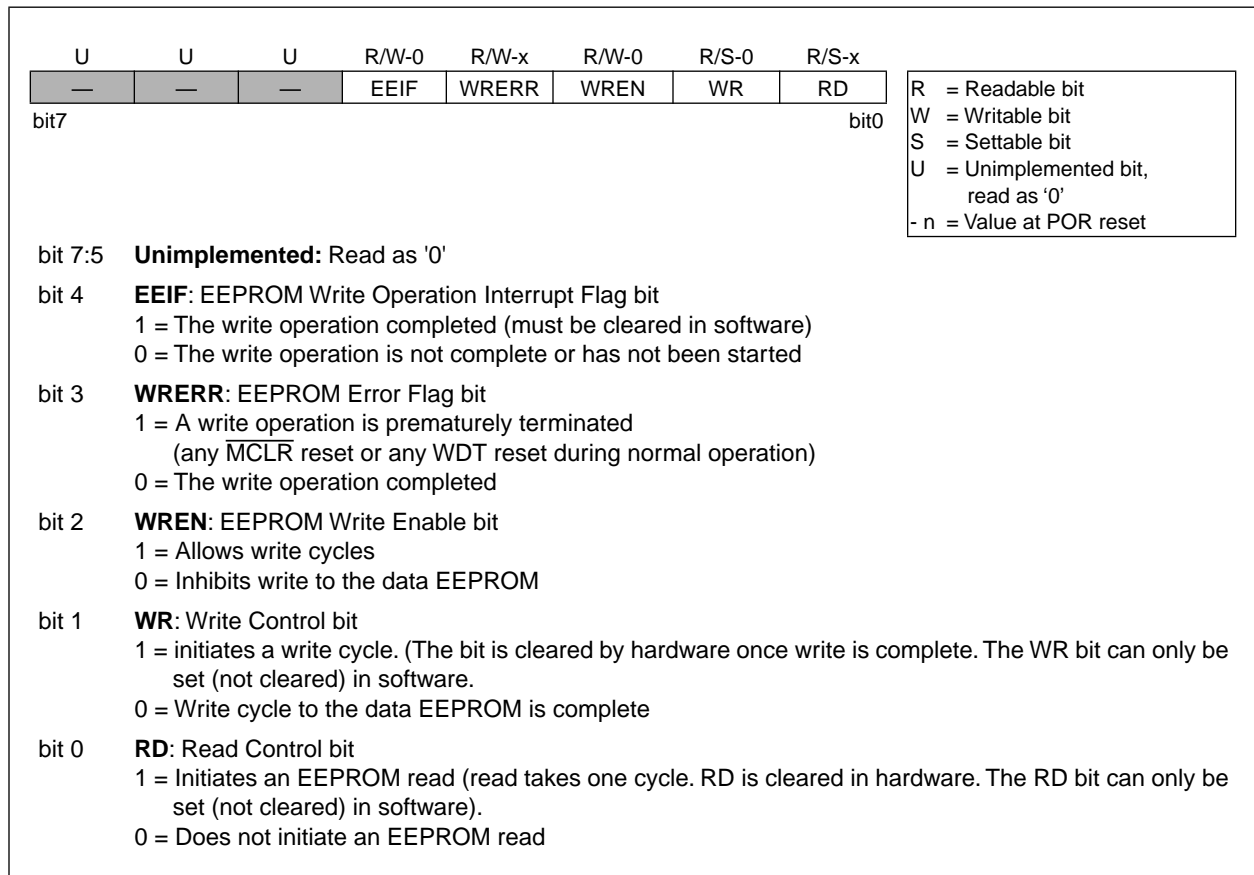 U U U R/W-0 R/W-x R/W-0 R/S-0 R/S-x
— — — EEIF WRERR WREN WR RD
bit7 bit0
R = Readable bit
W = Writable bit
S = Settable bit
U = Unimplemented bit,
read as ‘0’
- n = Value at POR reset
bit 7:5 Unimplemented: Read as '0'
bit 4 EEIF: EEPROM Write Operation Interrupt Flag bit
1 = The write operation completed (must be cleared in software)
0 = The write operation is not complete or has not been started
bit 3 WRERR: EEPROM Error Flag bit
1 = A write operation is prematurely terminated
(any M̅C̅L̅R̅ reset or any WDT reset during normal operation)
0 = The write operation completed
bit 2 WREN: EEPROM Write Enable bit
1 = Allows write cycles
0 = Inhibits write to the data EEPROM
bit 1 WR: Write Control bit
1 = initiates a write cycle. (The bit is cleared by hardware once write is complete. The WR bit can only be
set (not cleared) in software.
0 = Write cycle to the data EEPROM is complete
bit 0 RD: Read Control bit
1 = Initiates an EEPROM read (read takes one cycle. RD is cleared in hardware. The RD bit can only be
set (not cleared) in software).
0 = Does not initiate an EEPROM read